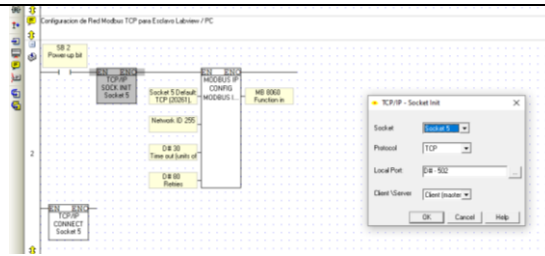 Configuracion de Red Modbus TCP para Esclavo Labview / PC
SB 2
Power-up bit
EN ENO
TCP/IP
SOCK INIT
Socket 5
EN ENO
MODBUS IP
CONFIG
MODBUS I...
Socket 5 Default:
TCP (20261),
MB 8060
Function in
Network ID 255
D# 30
Time out (units of
D# 80
Retries
2
EN ENO
TCP/IP
CONNECT
Socket 5
TCP/IP - Socket Init
Socket
Socket 5
Protocol
TCP
Local Port
D# - 502
...
Client \Server
Client (master
OK Cancel Help